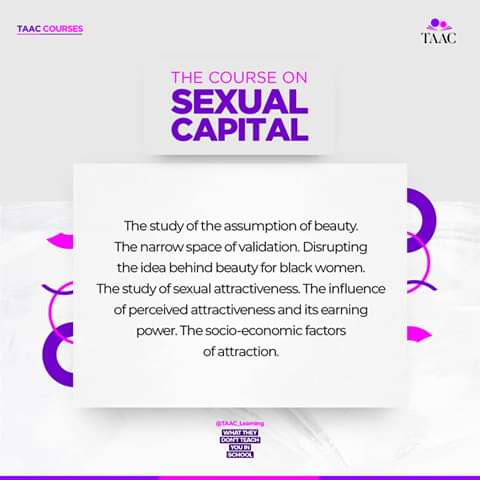 TAAC COURSES
TAAC
THE COURSE ON
SEXUAL
CAPITAL
The study of the assumption of beauty.
The narrow space of validation. Disrupting
the idea behind beauty for black women.
The study of sexual attractiveness. The influence
of perceived attractiveness and its earning
power. The socio-economic factors
of attraction.
@TAAC_Learning
WHAT THEY
DON'T TEACH
YOU IN
SCHOOL